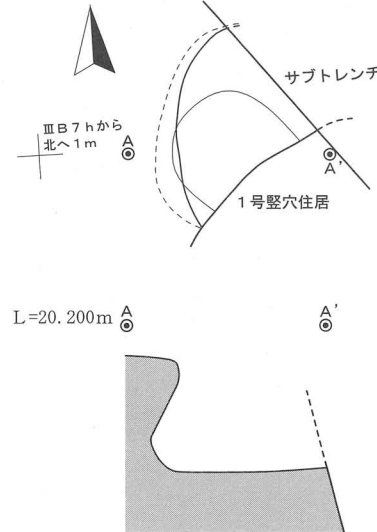 サブトレンチ
ⅢB7hから
北へ1m
A
A'
1号竪穴住居
L=20.200m
A
A'